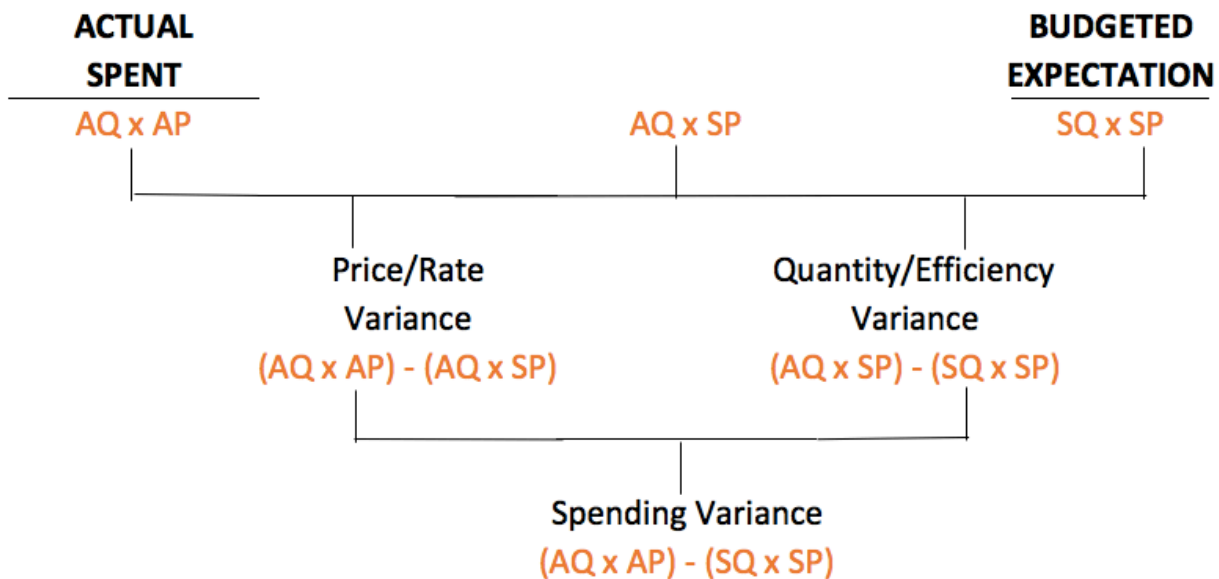 ACTUAL
SPENT
BUDGETED
EXPECTATION
AQ x AP
AQ x SP
SQ x SP
Price/Rate
Variance
(AQ x AP) - (AQ x SP)
Quantity/Efficiency
Variance
(AQ x SP) - (SQ x SP)
Spending Variance
(AQ x AP) - (SQ x SP)